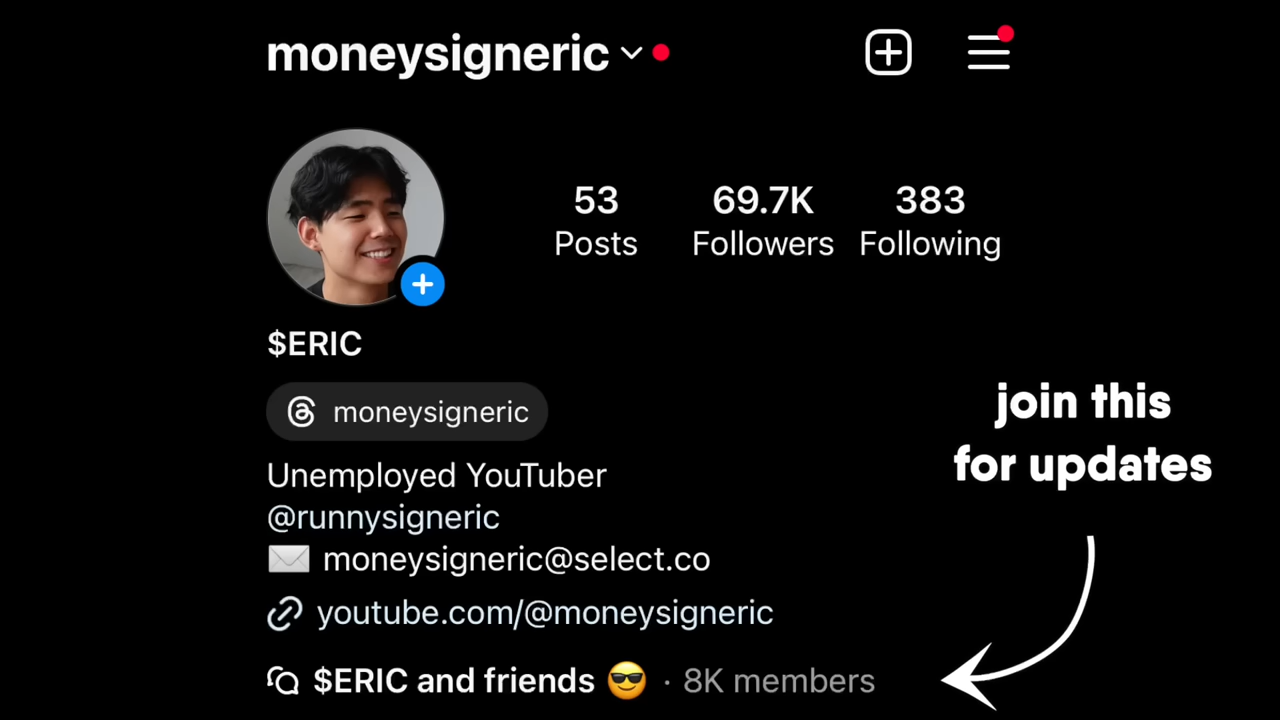 moneysigneric
53 69.7K 383
Posts Followers Following
$ERIC
moneysigneric
join this
for updates
Unemployed YouTuber
@runnysigneric
moneysigneric@select.co
youtube.com/@moneysigneric
$ERIC and friends 😎 · 8K members